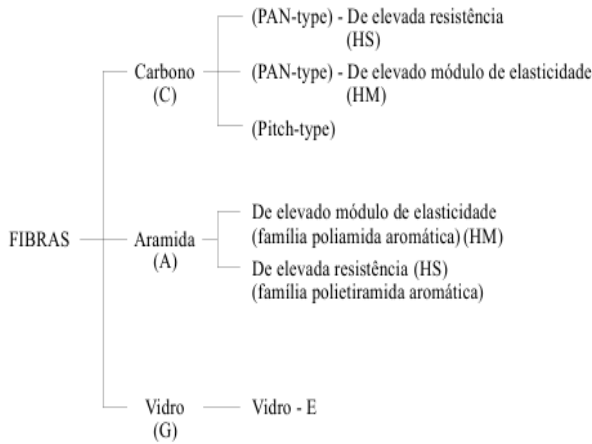 (PAN-type) - De elevada resistência
(HS)
Carbono
(C)
(PAN-type) - De elevado módulo de elasticidade
(HM)
(Pitch-type)
FIBRAS
Aramida
(A)
De elevado módulo de elasticidade
(família poliamida aromática) (HM)
De elevada resistência (HS)
(família polietiramida aromática)
Vidro
(G)
Vidro - E